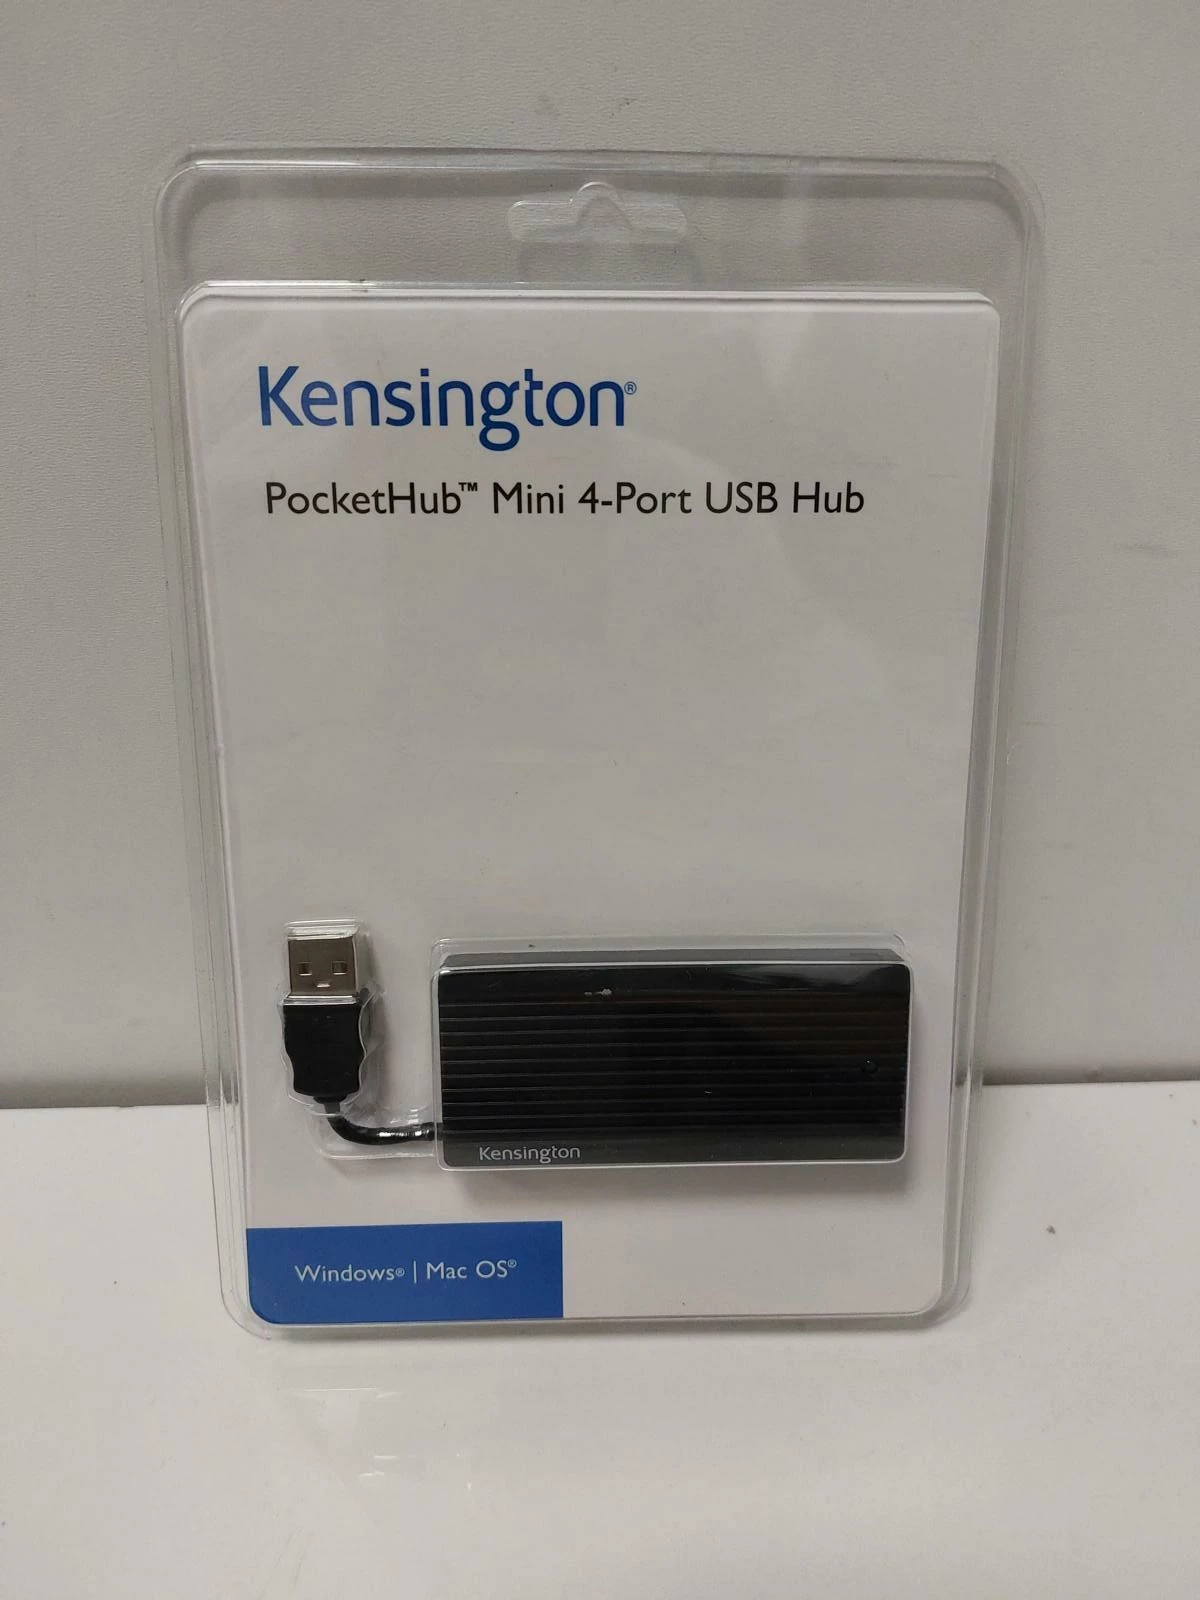 Kensington®
PocketHub™ Mini 4-Port USB Hub
Kensington
Windows® | Mac OS®